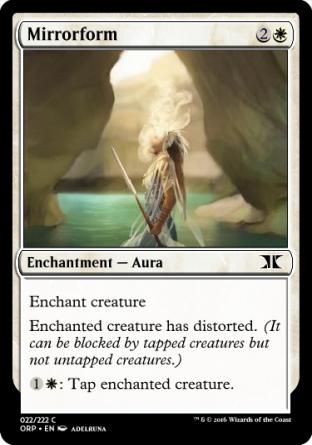 Mirrorform 2
Enchantment — Aura
Enchant creature
Enchanted creature has distorted. (It
can be blocked by tapped creatures but
not untapped creatures.)
1 : Tap enchanted creature.
022/222 C
ORP • EN ADELRUNA
™ & © 2016 Wizards of the Coast